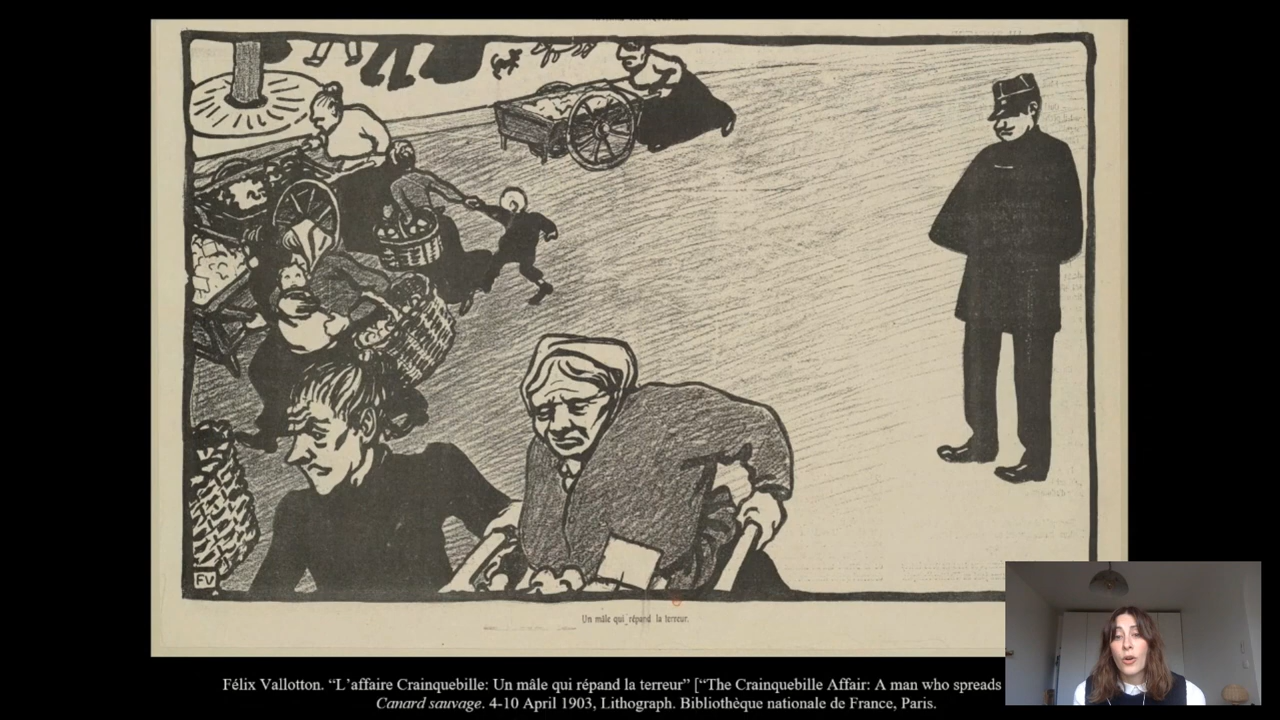 FV
Un mâle qui répand la terreur.
Félix Vallotton. “L’affaire Crainquebille: Un mâle qui répand la terreur” [“The Crainquebille Affair: A man who spreads
Canard sauvage. 4-10 April 1903, Lithograph. Bibliothèque nationale de France, Paris.